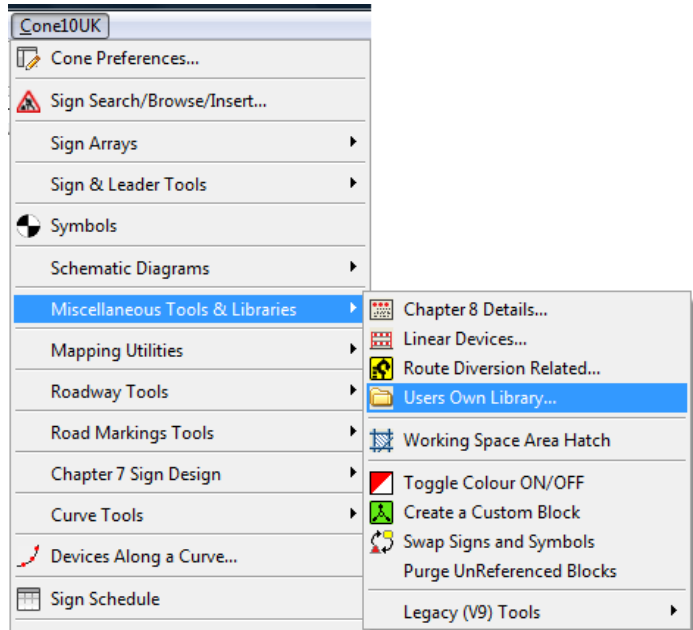 Cone10UK
Cone Preferences...
Sign Search/Browse/Insert...
Sign Arrays
Sign & Leader Tools
Symbols
Schematic Diagrams
Miscellaneous Tools & Libraries
Mapping Utilities
Roadway Tools
Road Markings Tools
Chapter 7 Sign Design
Curve Tools
Devices Along a Curve...
Sign Schedule
Chapter 8 Details...
Linear Devices...
Route Diversion Related...
Users Own Library...
Working Space Area Hatch
Toggle Colour ON/OFF
Create a Custom Block
Swap Signs and Symbols
Purge UnReferenced Blocks
Legacy (V9) Tools